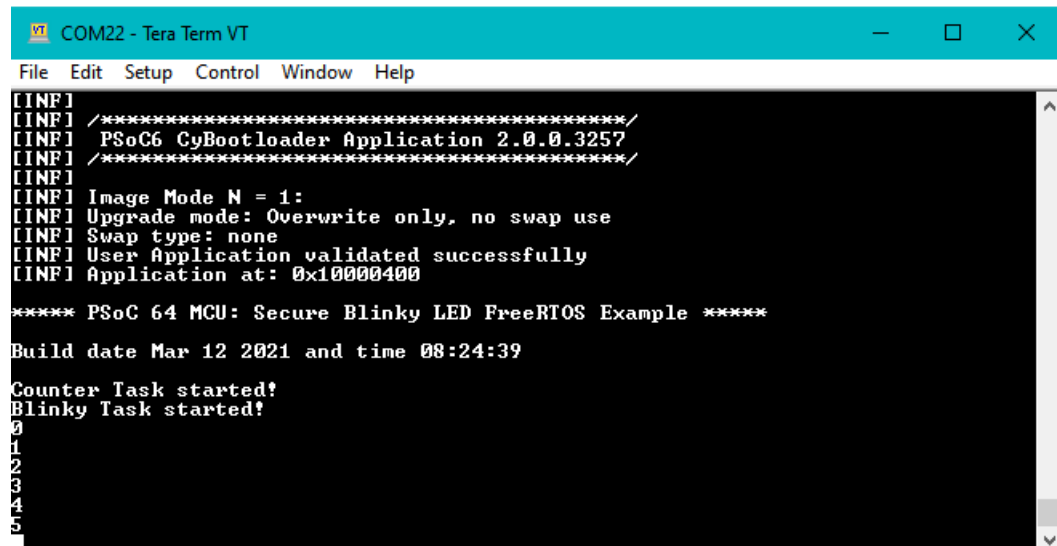 COM22 - Tera Term VT
File Edit Setup Control Window Help
[INF]
[INF] /*****************************************/
[INF]  PSoC6 CyBootloader Application 2.0.0.3257
[INF] /*****************************************/
[INF]
[INF] Image Mode N = 1:
[INF] Upgrade mode: Overwrite only, no swap use
[INF] Swap type: none
[INF] User Application validated successfully
[INF] Application at: 0x10000400
***** PSoC 64 MCU: Secure Blinky LED FreeRTOS Example *****
Build date Mar 12 2021 and time 08:24:39
Counter Task started!
Blinky Task started!
0
1
2
3
4
5